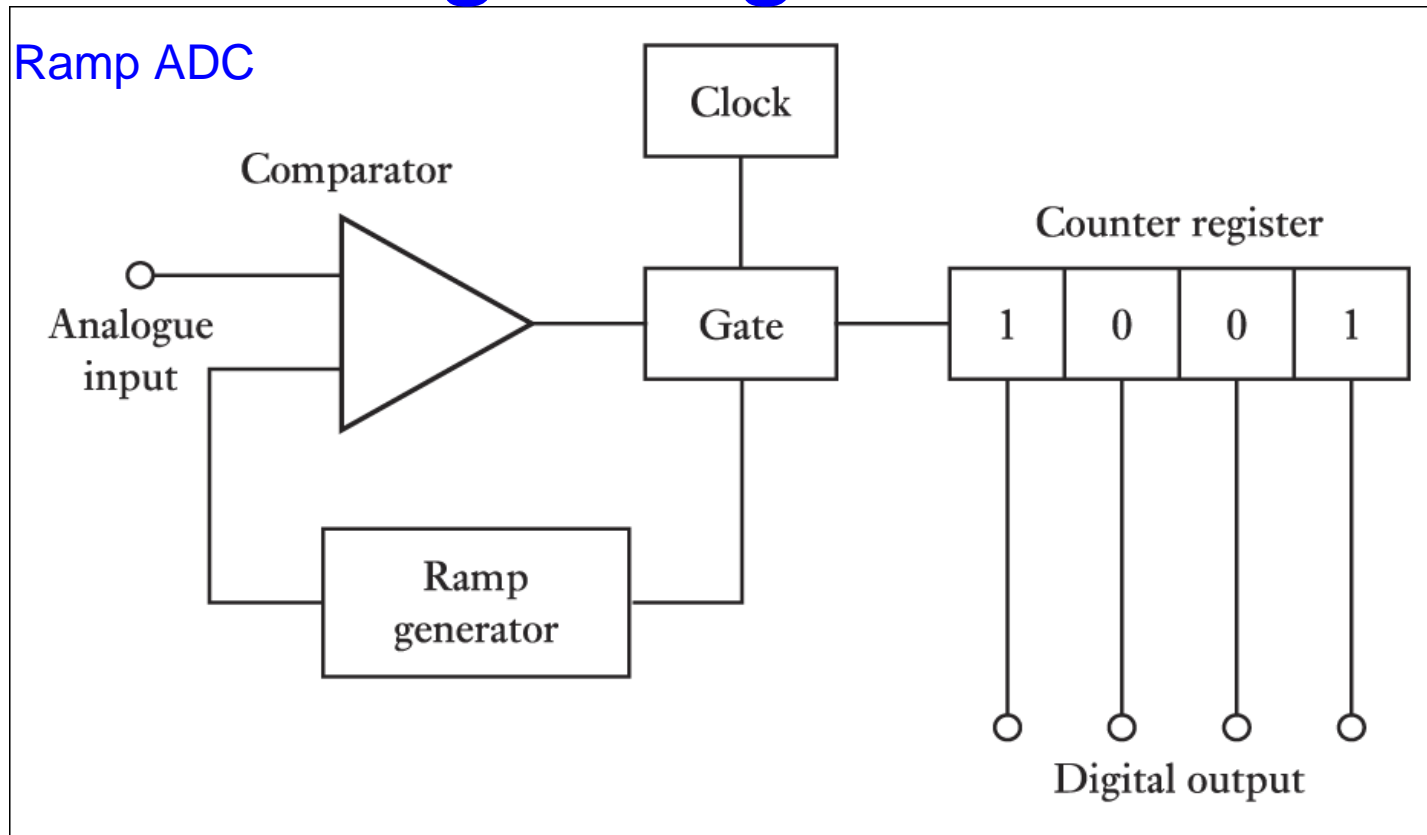 Ramp ADC
Clock
Comparator
Counter register
Analogue
input
Gate
1 0 0 1
Ramp
generator
Digital output